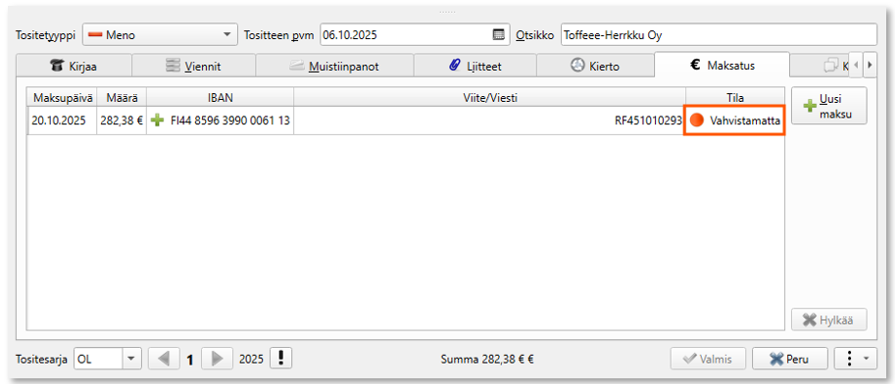 Tositetyyppi Meno Tositteen pvm 06.10.2025 Otsikko Toffeee-Herrkku Oy
Kirjaa Viennit Muistiinpanot Liitteet Kierto € Maksatus K
Maksupäivä Määrä IBAN Viite/Viesti Tila
20.10.2025 282,38 € FI44 8596 3990 0061 13 RF451010293 Vahvistamatta
Uusi
maksu
Hylkää
Tositesarja OL 1 2025 ! Summa 282,38 € € Valmis Peru